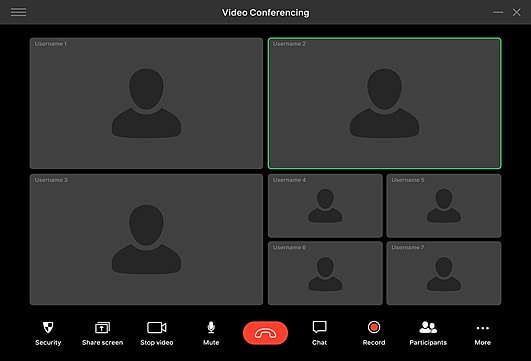 Video Conferencing
Username 1
Username 2
Username 3
Username 4
Username 5
Username 6
Username 7
Security
Share screen
Stop video
Mute
Chat
Record
Participants
More